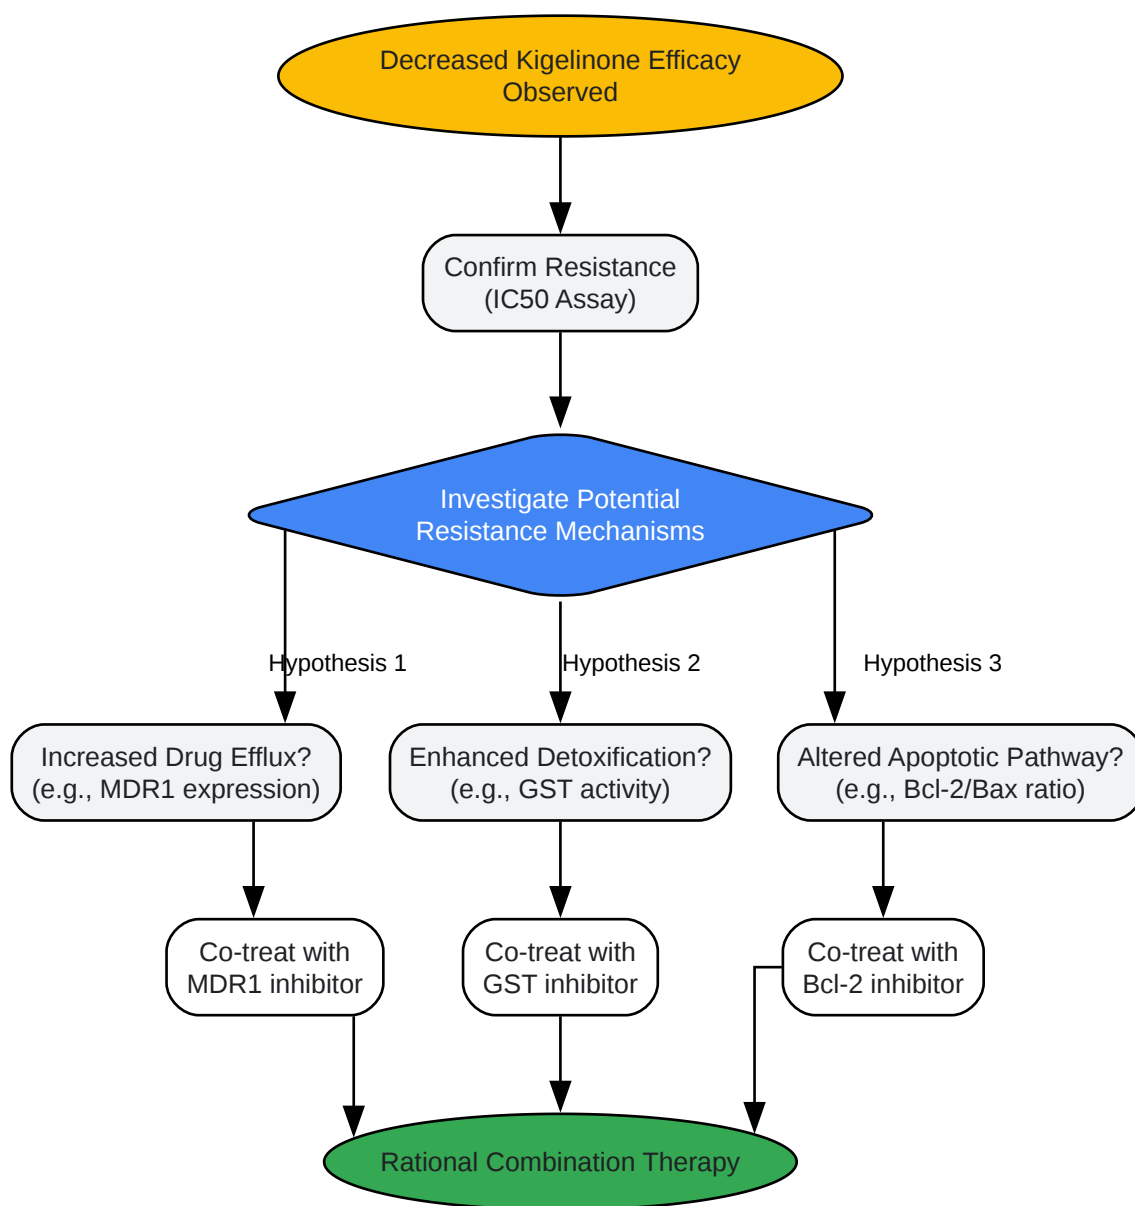 Decreased Kigelinone Efficacy
Observed
Confirm Resistance
(IC50 Assay)
Investigate Potential
Resistance Mechanisms
Hypothesis 1
Hypothesis 2
Hypothesis 3
Increased Drug Efflux?
(e.g., MDR1 expression)
Enhanced Detoxification?
(e.g., GST activity)
Altered Apoptotic Pathway?
(e.g., Bcl-2/Bax ratio)
Co-treat with
MDR1 inhibitor
Co-treat with
GST inhibitor
Co-treat with
Bcl-2 inhibitor
Rational Combination Therapy